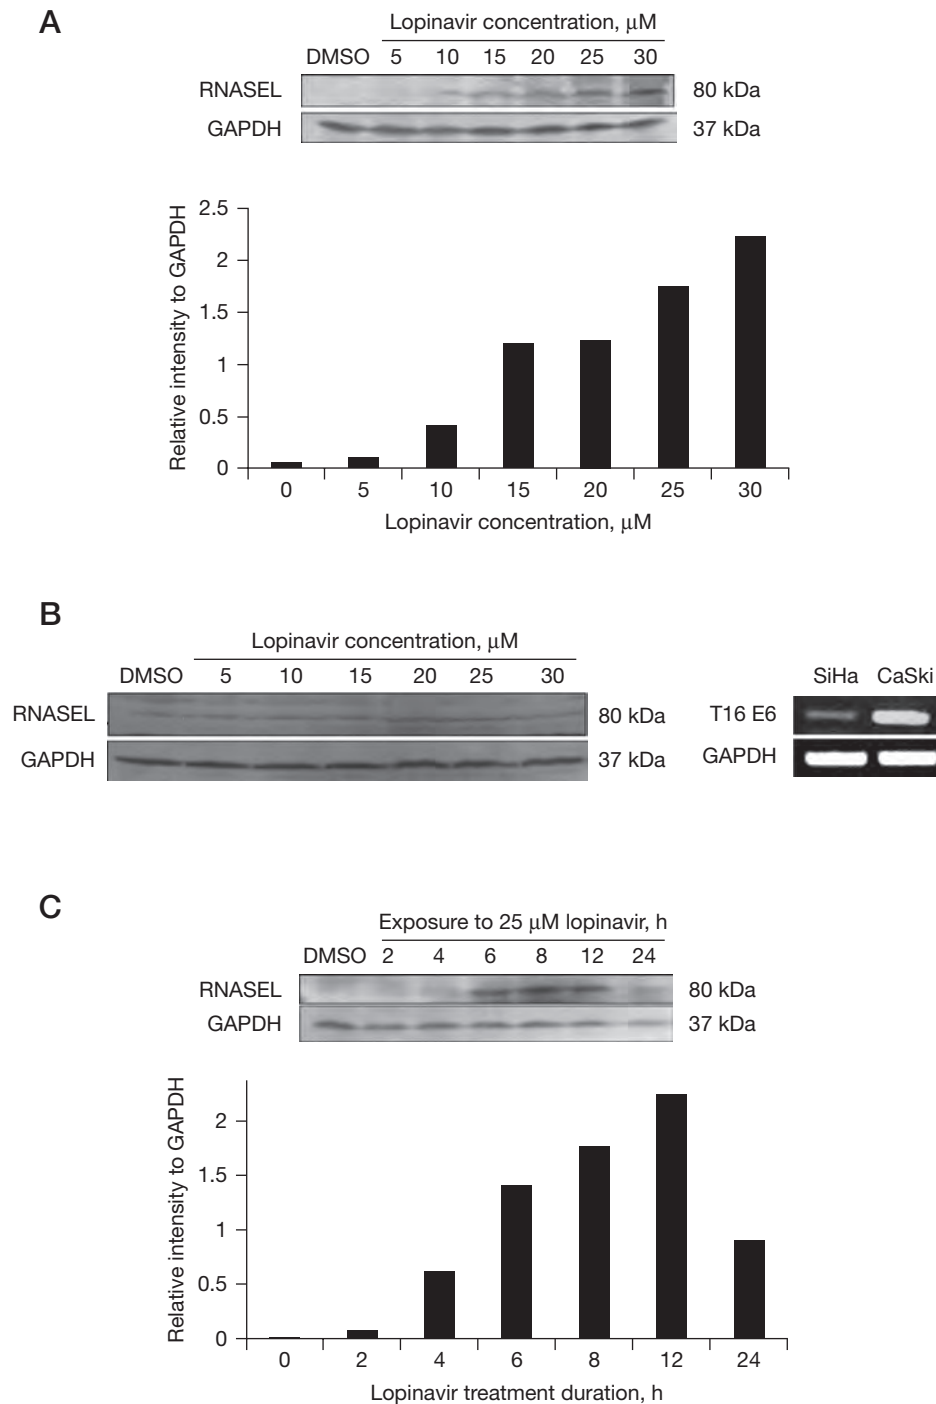 A
Lopinavir concentration, μM
DMSO 5 10 15 20 25 30
RNASEL 80 kDa
GAPDH 37 kDa
Relative intensity to GAPDH
2.5
2
1.5
1
0.5
0
0 5 10 15 20 25 30
Lopinavir concentration, μM
B
Lopinavir concentration, μM
DMSO 5 10 15 20 25 30
RNASEL 80 kDa
GAPDH 37 kDa
SiHa CaSki
T16 E6
GAPDH
C
Exposure to 25 μM lopinavir, h
DMSO 2 4 6 8 12 24
RNASEL 80 kDa
GAPDH 37 kDa
Relative intensity to GAPDH
2
1.5
1
0.5
0
0 2 4 6 8 12 24
Lopinavir treatment duration, h